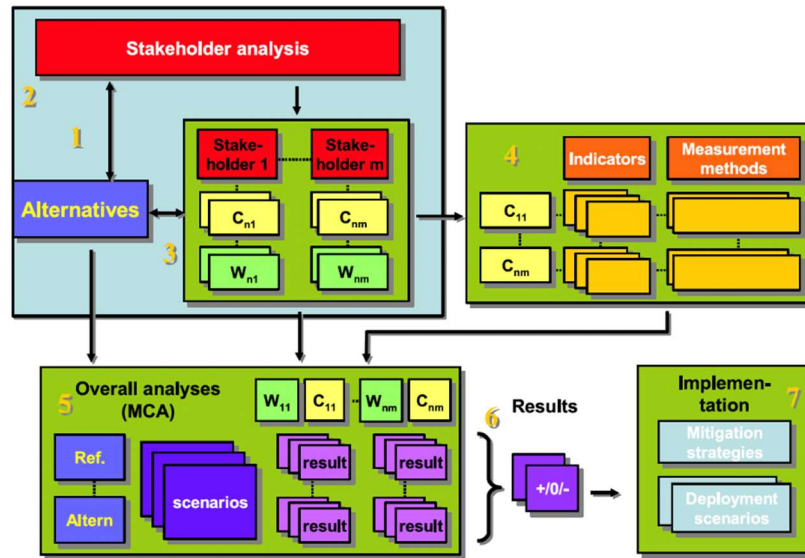 Stakeholder analysis
2
1
Stake-
holder 1
Stake-
holder m
4
Indicators
Measurement
methods
Alternatives
C₁₁
Cₙ₁
Cₙₘ
3
Cₙₘ
Wₙ₁
Wₙₘ
5
Overall analyses
(MCA)
W₁₁
C₁₁
Wₙₘ
Cₙₘ
6
Results
Implemen-
tation
7
Mitigation
strategies
Ref.
result
result
scenarios
+/0/-
Deployment
scenarios
Altern
result
result